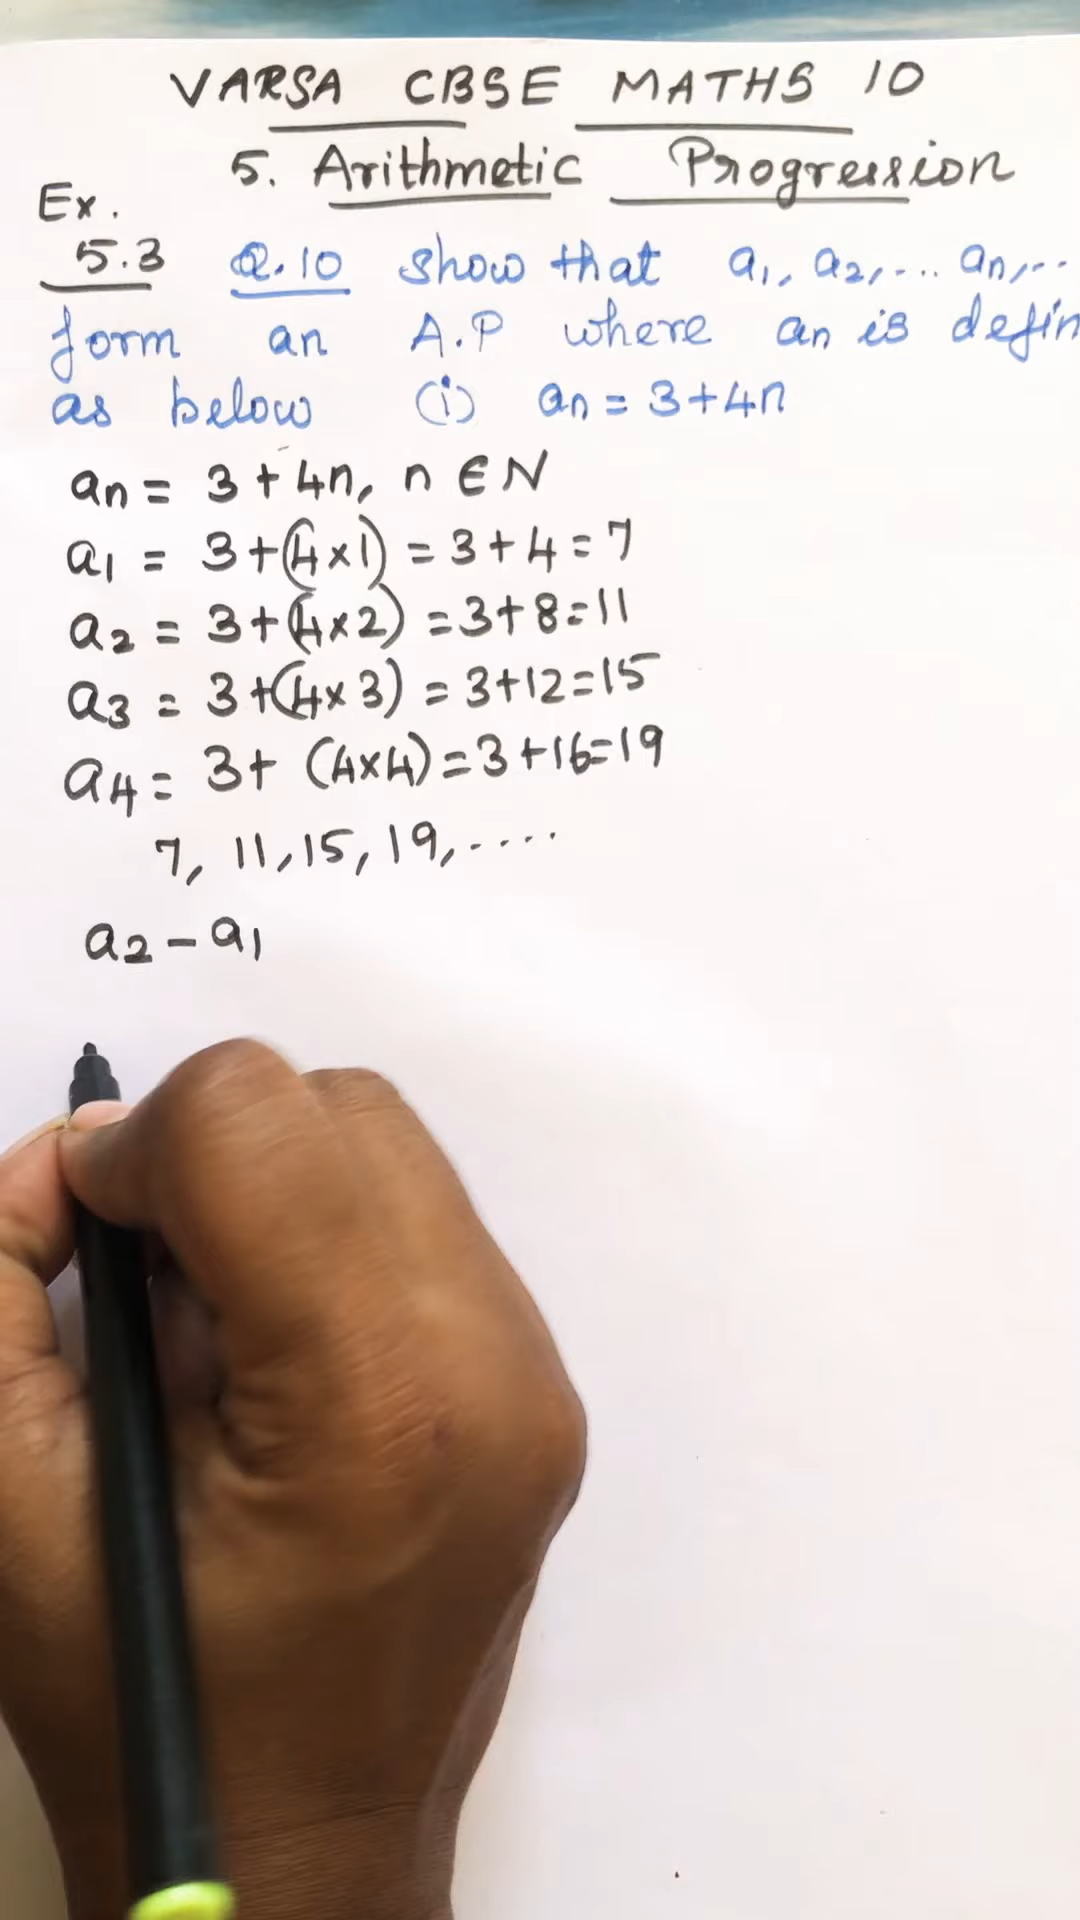 VARSA CBSE MATHS 10
5. Arithmetic Progression
Ex.
5.3 Q.10 show that a₁, a₂,... aₙ,..
form an A.P where aₙ is defin
as below (i) aₙ = 3+4n
aₙ = 3 + 4n, n ∈ N
a₁ = 3+(4×1) = 3+4 = 7
a₂ = 3+(4×2) = 3+8=11
a₃ = 3+(4×3) = 3+12=15
a₄ = 3+ (4×4) = 3+16=19
7, 11, 15, 19, ....
a₂ - a₁